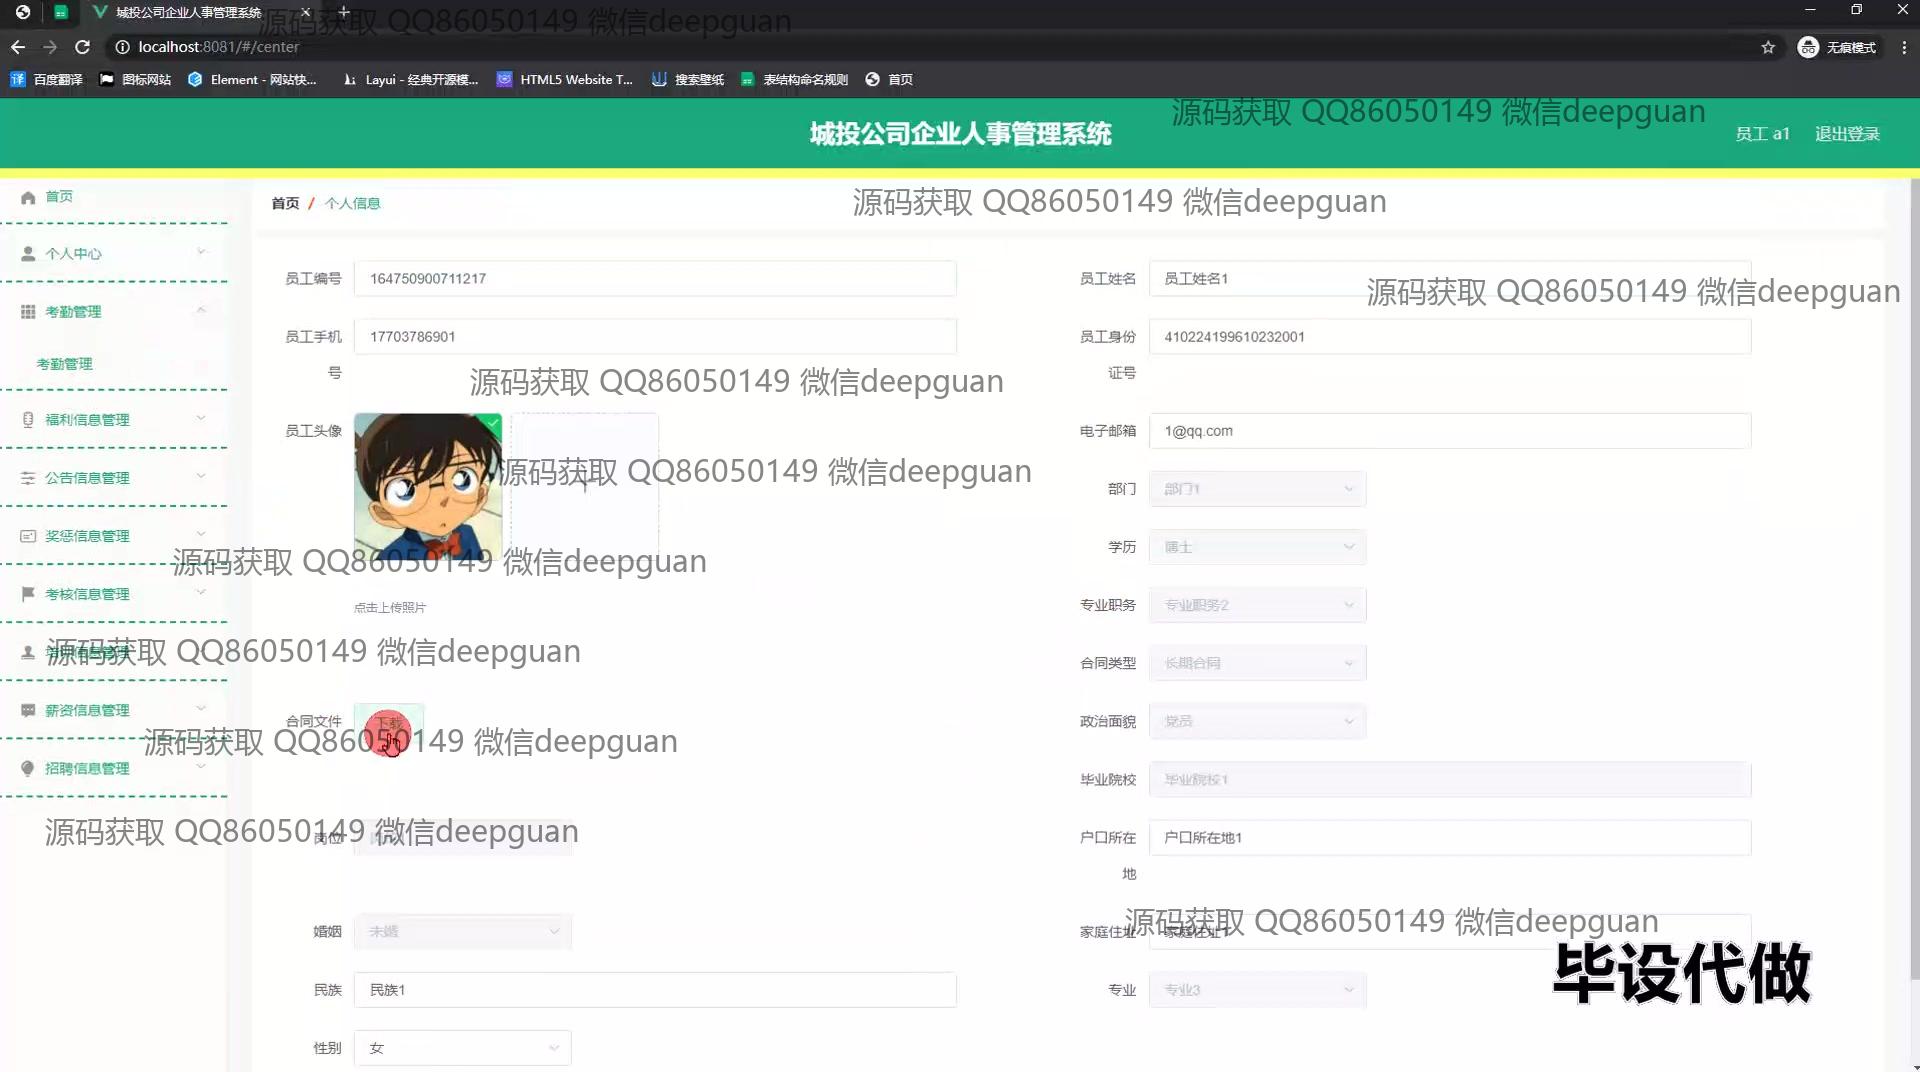 城投公司企业人事管理系统
源码获取 QQ86050149 微信deepguan
localhost:8081/#/center
无痕模式
百度翻译
图标网站
Element - 网站快...
Layui - 经典开源模...
HTML5 Website T...
搜索壁纸
表结构命名规则
首页
源码获取 QQ86050149 微信deepguan
城投公司企业人事管理系统
员工 a1
退出登录
首页
首页 / 个人信息
源码获取 QQ86050149 微信deepguan
个人中心
员工编号
164750900711217
员工姓名
员工姓名1
源码获取 QQ86050149 微信deepguan
考勤管理
员工手机号
17703786901
员工身份证号
410224199610232001
考勤管理
源码获取 QQ86050149 微信deepguan
福利信息管理
员工头像
电子邮箱
1@qq.com
公告信息管理
源码获取 QQ86050149 微信deepguan
部门
部门1
奖惩信息管理
学历
博士
源码获取 QQ86050149 微信deepguan
考核信息管理
点击上传照片
专业职务
专业职务2
培训信息管理
源码获取 QQ86050149 微信deepguan
合同类型
长期合同
薪资信息管理
合同文件
下载
政治面貌
党员
源码获取 QQ86050149 微信deepguan
招聘信息管理
毕业院校
毕业院校1
源码获取 QQ86050149 微信deepguan
岗位
户口所在地
户口所在地1
源码获取 QQ86050149 微信deepguan
婚姻
未婚
家庭住址
家庭住址1
毕设代做
民族
民族1
专业
专业3
性别
女